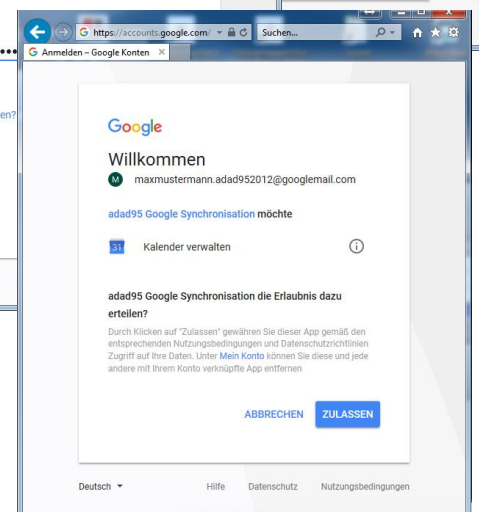 https://accounts.google.com/ Suchen...
G Anmelden – Google Konten ×
en?
Google
Willkommen
M maxmustermann.adad952012@googlemail.com
adad95 Google Synchronisation möchte
31 Kalender verwalten
adad95 Google Synchronisation die Erlaubnis dazu
erteilen?
Durch Klicken auf "Zulassen" gewähren Sie dieser App gemäß den
entsprechenden Nutzungsbedingungen und Datenschutzrichtlinien
Zugriff auf Ihre Daten. Unter Mein Konto können Sie diese und jede
andere mit Ihrem Konto verknüpfte App entfernen
ABBRECHEN ZULASSEN
Deutsch Hilfe Datenschutz Nutzungsbedingungen